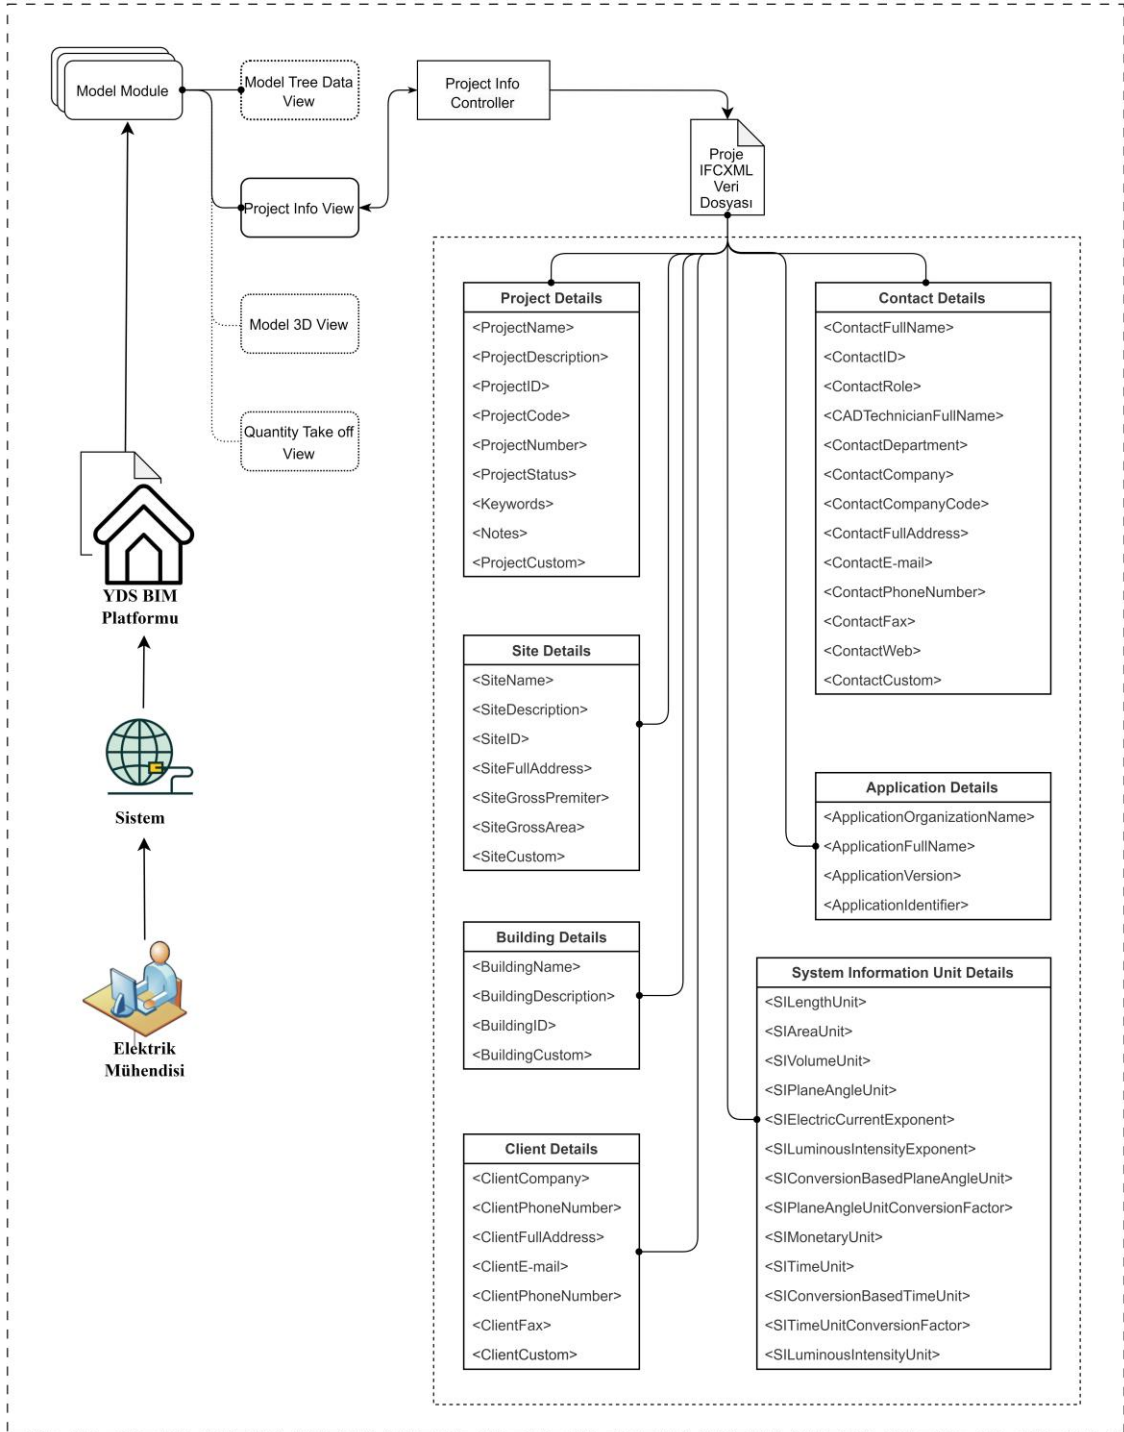 Model Module
Model Tree Data
View
Project Info View
Model 3D View
Quantity Take off
View
Project Info
Controller
Proje
IFCXML
Veri
Dosyası
YDS BIM
Platformu
Sistem
Elektrik
Mühendisi
Project Details
<ProjectName>
<ProjectDescription>
<ProjectID>
<ProjectCode>
<ProjectNumber>
<ProjectStatus>
<Keywords>
<Notes>
<ProjectCustom>
Site Details
<SiteName>
<SiteDescription>
<SiteID>
<SiteFullAddress>
<SiteGrossPremiter>
<SiteGrossArea>
<SiteCustom>
Building Details
<BuildingName>
<BuildingDescription>
<BuildingID>
<BuildingCustom>
Client Details
<ClientCompany>
<ClientPhoneNumber>
<ClientFullAddress>
<ClientE-mail>
<ClientPhoneNumber>
<ClientFax>
<ClientCustom>
Contact Details
<ContactFullName>
<ContactID>
<ContactRole>
<CADTechnicianFullName>
<ContactDepartment>
<ContactCompany>
<ContactCompanyCode>
<ContactFullAddress>
<ContactE-mail>
<ContactPhoneNumber>
<ContactFax>
<ContactWeb>
<ContactCustom>
Application Details
<ApplicationOrganizationName>
<ApplicationFullName>
<ApplicationVersion>
<ApplicationIdentifier>
System Information Unit Details
<SILengthUnit>
<SIAreaUnit>
<SIVolumeUnit>
<SIPlaneAngleUnit>
<SIElectricCurrentExponent>
<SILuminousIntensityExponent>
<SIConversionBasedPlaneAngleUnit>
<SIPlaneAngleUnitConversionFactor>
<SIMonetaryUnit>
<SITimeUnit>
<SIConversionBasedTimeUnit>
<SITimeUnitConversionFactor>
<SILuminousIntensityUnit>